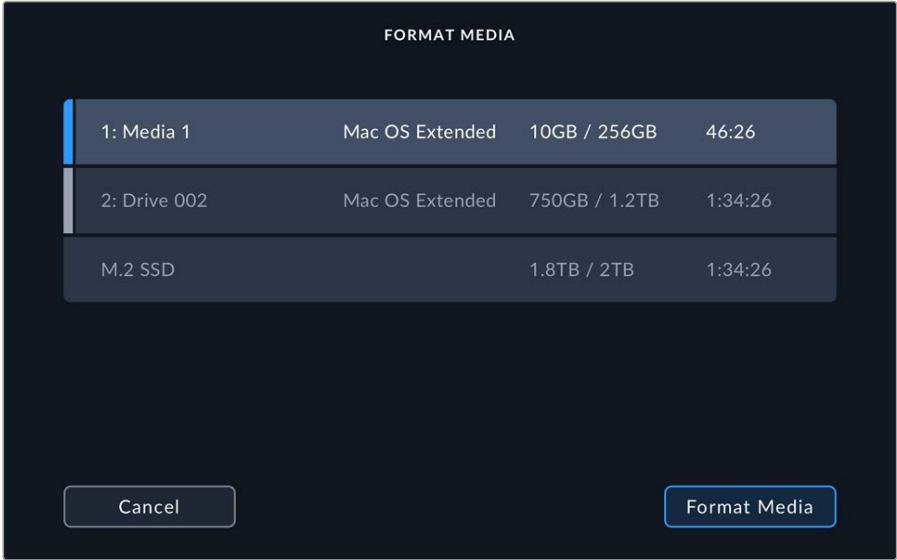 FORMAT MEDIA
1: Media 1 Mac OS Extended 10GB / 256GB 46:26
2: Drive 002 Mac OS Extended 750GB / 1.2TB 1:34:26
M.2 SSD 1.8TB / 2TB 1:34:26
Cancel Format Media